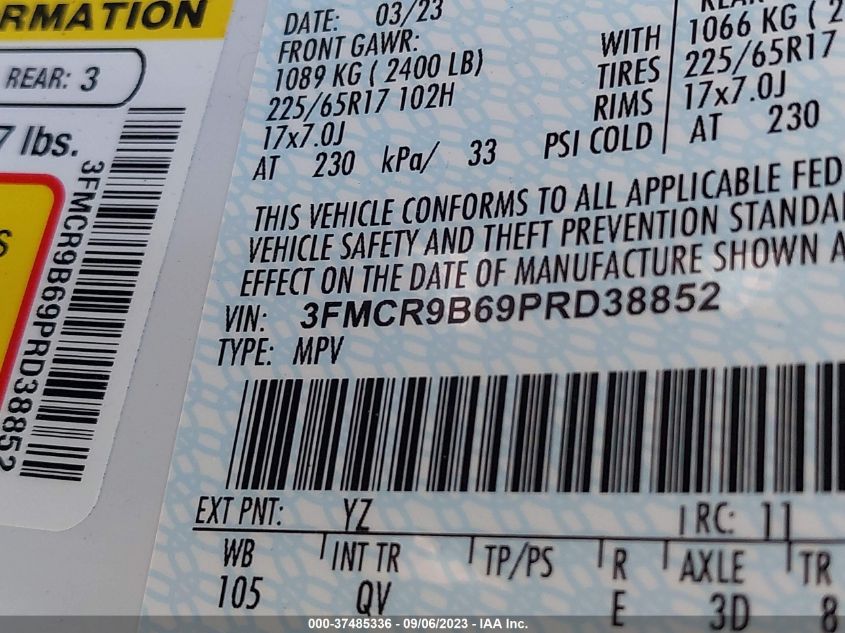 RMATION
REAR: 3
7 lbs.
3FMCR9B69PRD38852
DATE: 03/23
FRONT GAWR:
1089 KG ( 2400 LB)
225/65R17 102H
17x7.0J
AT 230 kPa/ 33 PSI COLD
WITH
TIRES
RIMS
1066 KG ( 2
225/65R17
17x7.0J
AT 230
THIS VEHICLE CONFORMS TO ALL APPLICABLE FED
VEHICLE SAFETY AND THEFT PREVENTION STANDA
EFFECT ON THE DATE OF MANUFACTURE SHOWN A
VIN: 3FMCR9B69PRD38852
TYPE: MPV
EXT PNT: YZ RC: 11
WB INT TR TP/PS R AXLE TR
105 QV E 3D 8
000-37485336 - 09/06/2023 - IAA Inc.